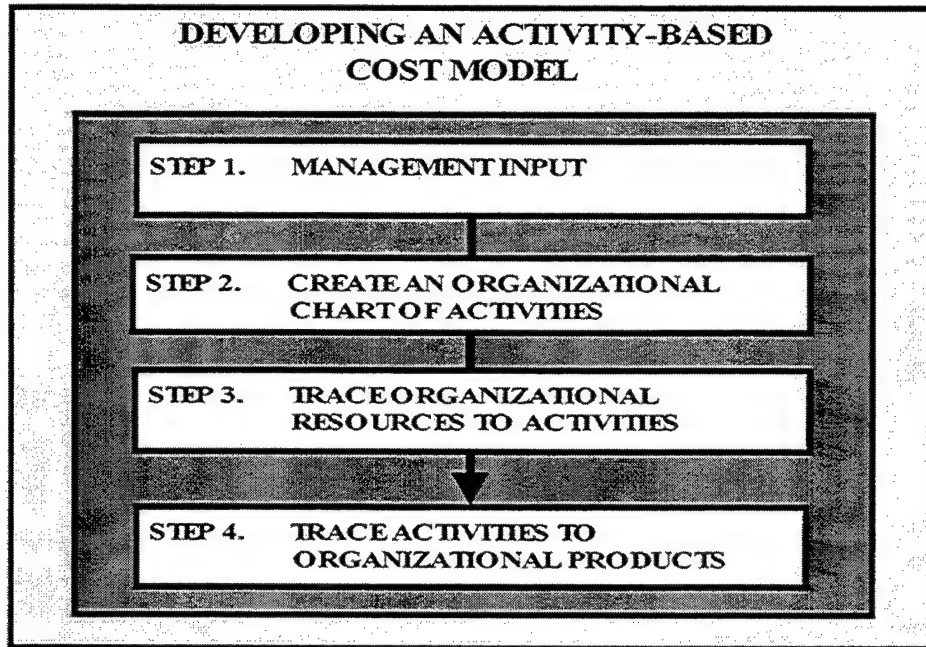 DEVELOPING AN ACTIVITY-BASED
COST MODEL
STEP 1. MANAGEMENT INPUT
STEP 2. CREATE AN ORGANIZATIONAL
CHART OF ACTIVITIES
STEP 3. TRACE ORGANIZATIONAL
RESOURCES TO ACTIVITIES
STEP 4. TRACE ACTIVITIES TO
ORGANIZATIONAL PRODUCTS